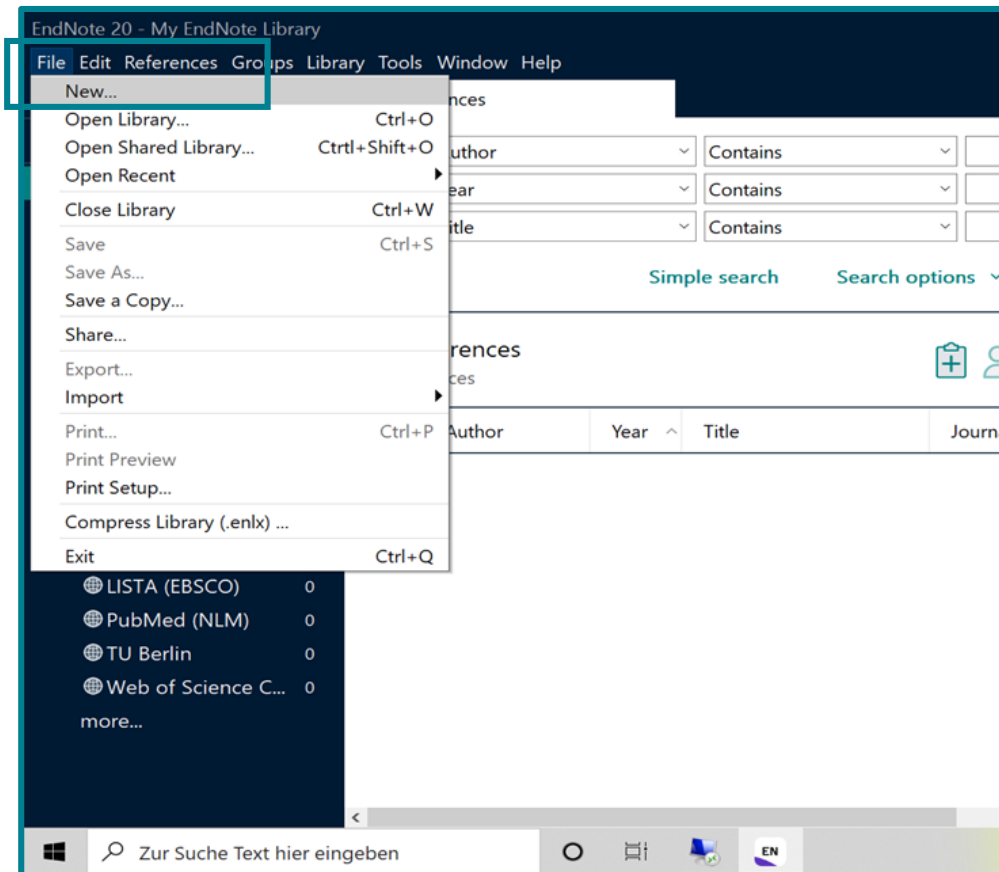 EndNote 20 - My EndNote Library
File Edit References Groups Library Tools Window Help
New...
Open Library... Ctrl+O
Open Shared Library... Ctrtl+Shift+O
Open Recent
Close Library Ctrl+W
Save Ctrl+S
Save As...
Save a Copy...
Share...
Export...
Import
Print... Ctrl+P
Print Preview
Print Setup...
Compress Library (.enlx) ...
Exit Ctrl+Q
nces
uthor Contains
ear Contains
itle Contains
Simple search Search options
rences
ces
Author Year Title Journ
LISTA (EBSCO) 0
PubMed (NLM) 0
TU Berlin 0
Web of Science C... 0
more...
Zur Suche Text hier eingeben
EN